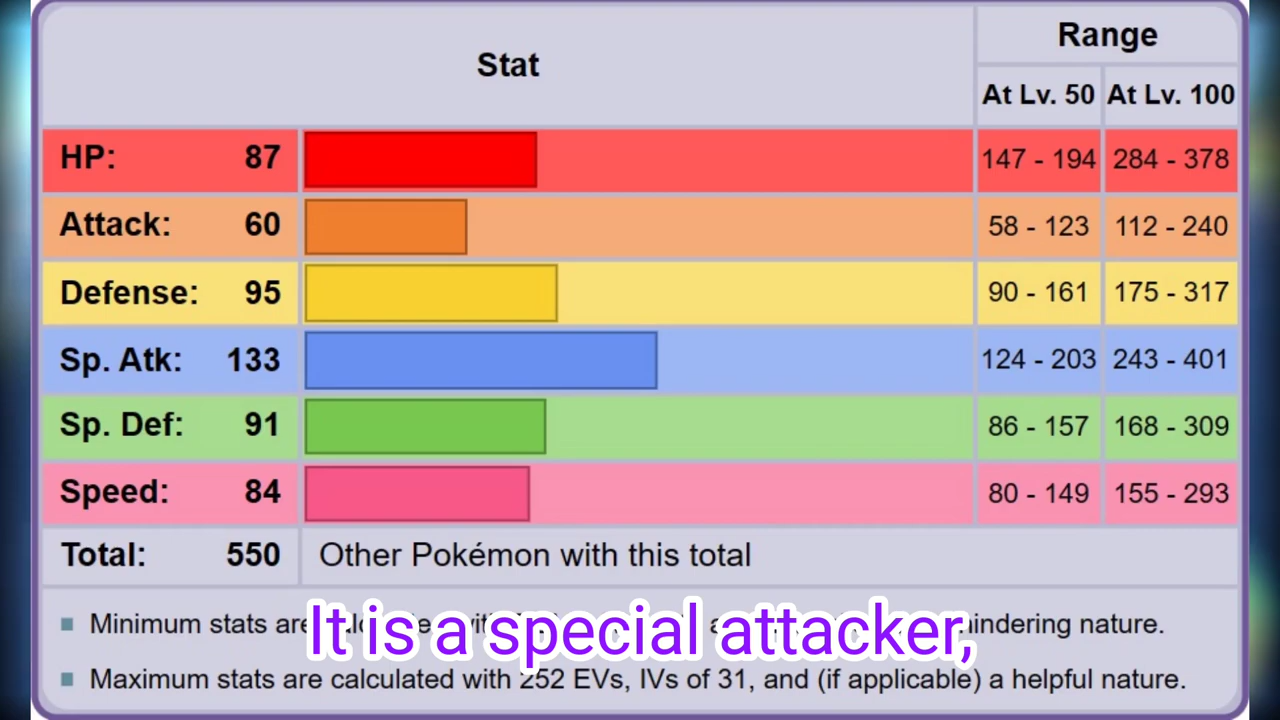 Stat
Range
At Lv. 50 At Lv. 100
HP: 87 147 - 194 284 - 378
Attack: 60 58 - 123 112 - 240
Defense: 95 90 - 161 175 - 317
Sp. Atk: 133 124 - 203 243 - 401
Sp. Def: 91 86 - 157 168 - 309
Speed: 84 80 - 149 155 - 293
Total: 550 Other Pokémon with this total
Minimum stats are nature.
It is a special attacker,
Maximum stats are calculated with 252 EVs, IVs of 31, and (if applicable) a helpful nature.